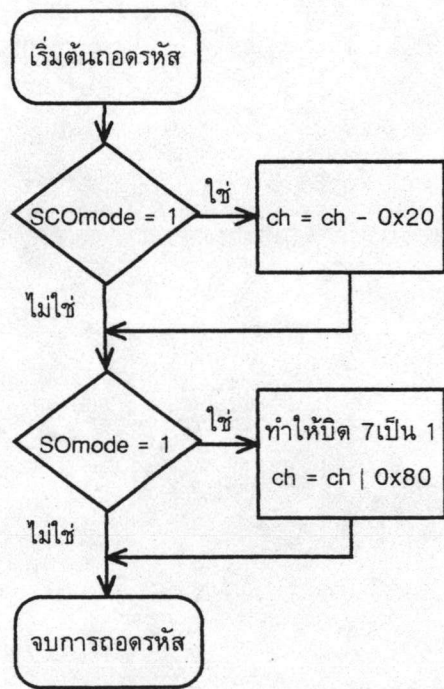 เริ่มต้นถอดรหัส
SCOmode = 1
ใช่
ch = ch - 0x20
ไม่ใช่
SOmode = 1
ใช่
ทำให้บิต 7เป็น 1
ch = ch | 0x80
ไม่ใช่
จบการถอดรหัส